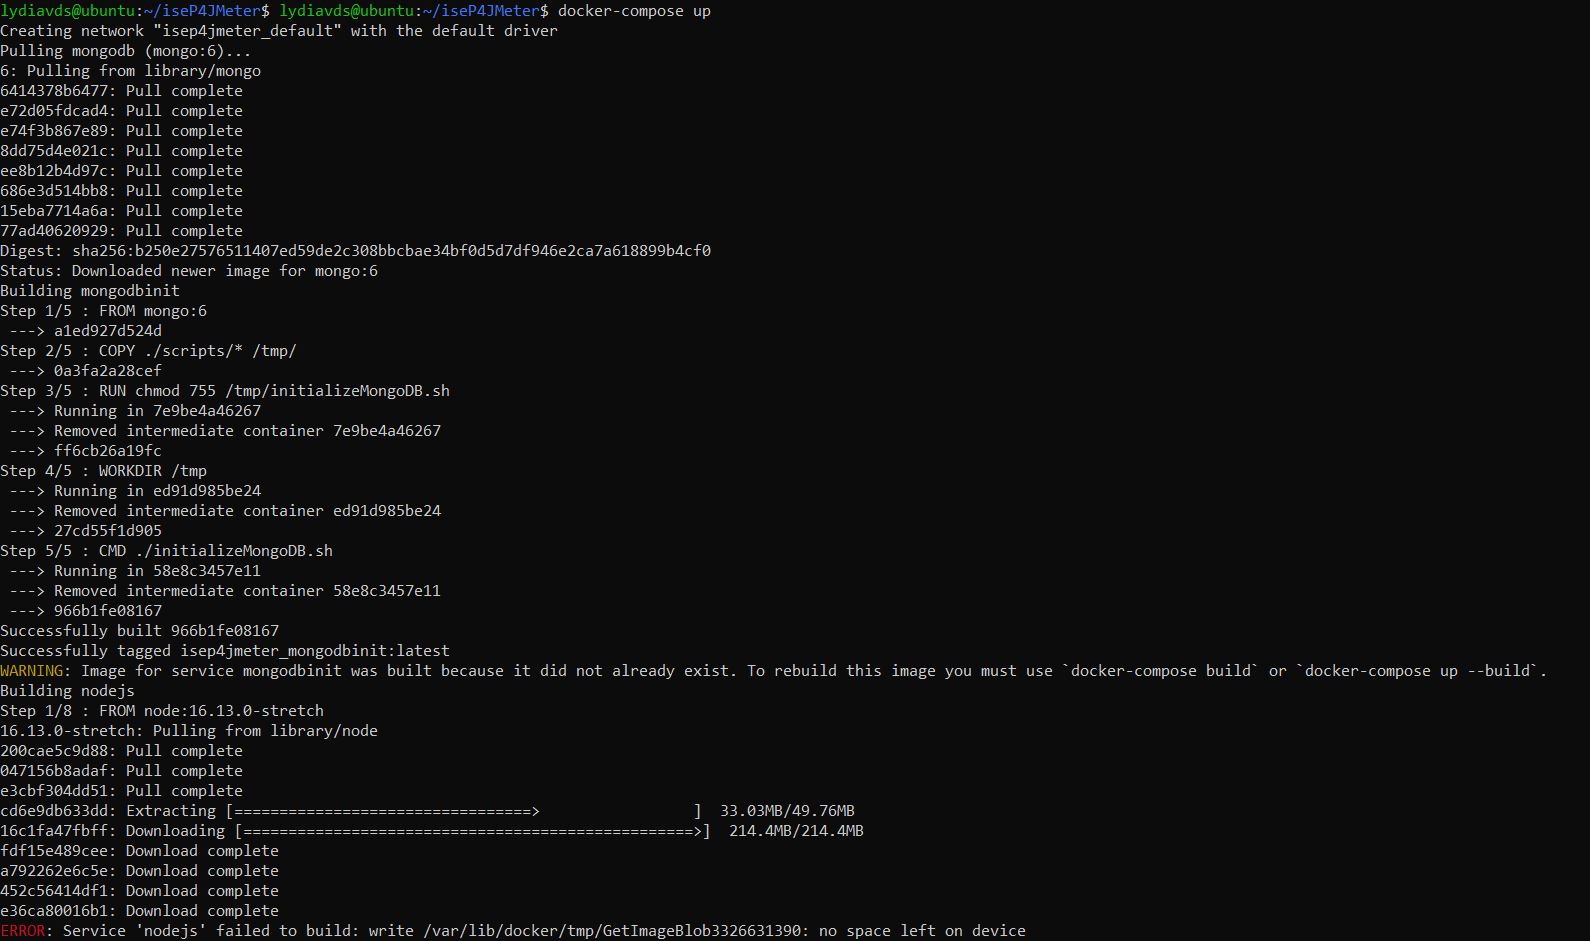 lydiavds@ubuntu:~/iseP4JMeter$ lydiavds@ubuntu:~/iseP4JMeter$ docker-compose up
Creating network "isep4jmeter_default" with the default driver
Pulling mongodb (mongo:6)...
6: Pulling from library/mongo
6414378b6477: Pull complete
e72d05fdcad4: Pull complete
e74f3b867e89: Pull complete
8dd75d4e021c: Pull complete
ee8b12b4d97c: Pull complete
686e3d514bb8: Pull complete
15eba7714a6a: Pull complete
77ad40620929: Pull complete
Digest: sha256:b250e27576511407ed59de2c308bbcbae34bf0d5d7df946e2ca7a618899b4cf0
Status: Downloaded newer image for mongo:6
Building mongodbinit
Step 1/5 : FROM mongo:6
 ---> a1ed927d524d
Step 2/5 : COPY ./scripts/* /tmp/
 ---> 0a3fa2a28cef
Step 3/5 : RUN chmod 755 /tmp/initializeMongoDB.sh
 ---> Running in 7e9be4a46267
 ---> Removed intermediate container 7e9be4a46267
 ---> ff6cb26a19fc
Step 4/5 : WORKDIR /tmp
 ---> Running in ed91d985be24
 ---> Removed intermediate container ed91d985be24
 ---> 27cd55f1d905
Step 5/5 : CMD ./initializeMongoDB.sh
 ---> Running in 58e8c3457e11
 ---> Removed intermediate container 58e8c3457e11
 ---> 966b1fe08167
Successfully built 966b1fe08167
Successfully tagged isep4jmeter_mongodbinit:latest
WARNING: Image for service mongodbinit was built because it did not already exist. To rebuild this image you must use `docker-compose build` or `docker-compose up --build`.
Building nodejs
Step 1/8 : FROM node:16.13.0-stretch
16.13.0-stretch: Pulling from library/node
200cae5c9d88: Pull complete
047156b8adaf: Pull complete
e3cbf304dd51: Pull complete
cd6e9db633dd: Extracting [=================================>                 ]  33.03MB/49.76MB
16c1fa47fbff: Downloading [==================================================>]  214.4MB/214.4MB
fdf15e489cee: Download complete
a792262e6c5e: Download complete
452c56414df1: Download complete
e36ca80016b1: Download complete
ERROR: Service 'nodejs' failed to build: write /var/lib/docker/tmp/GetImageBlob3326631390: no space left on device